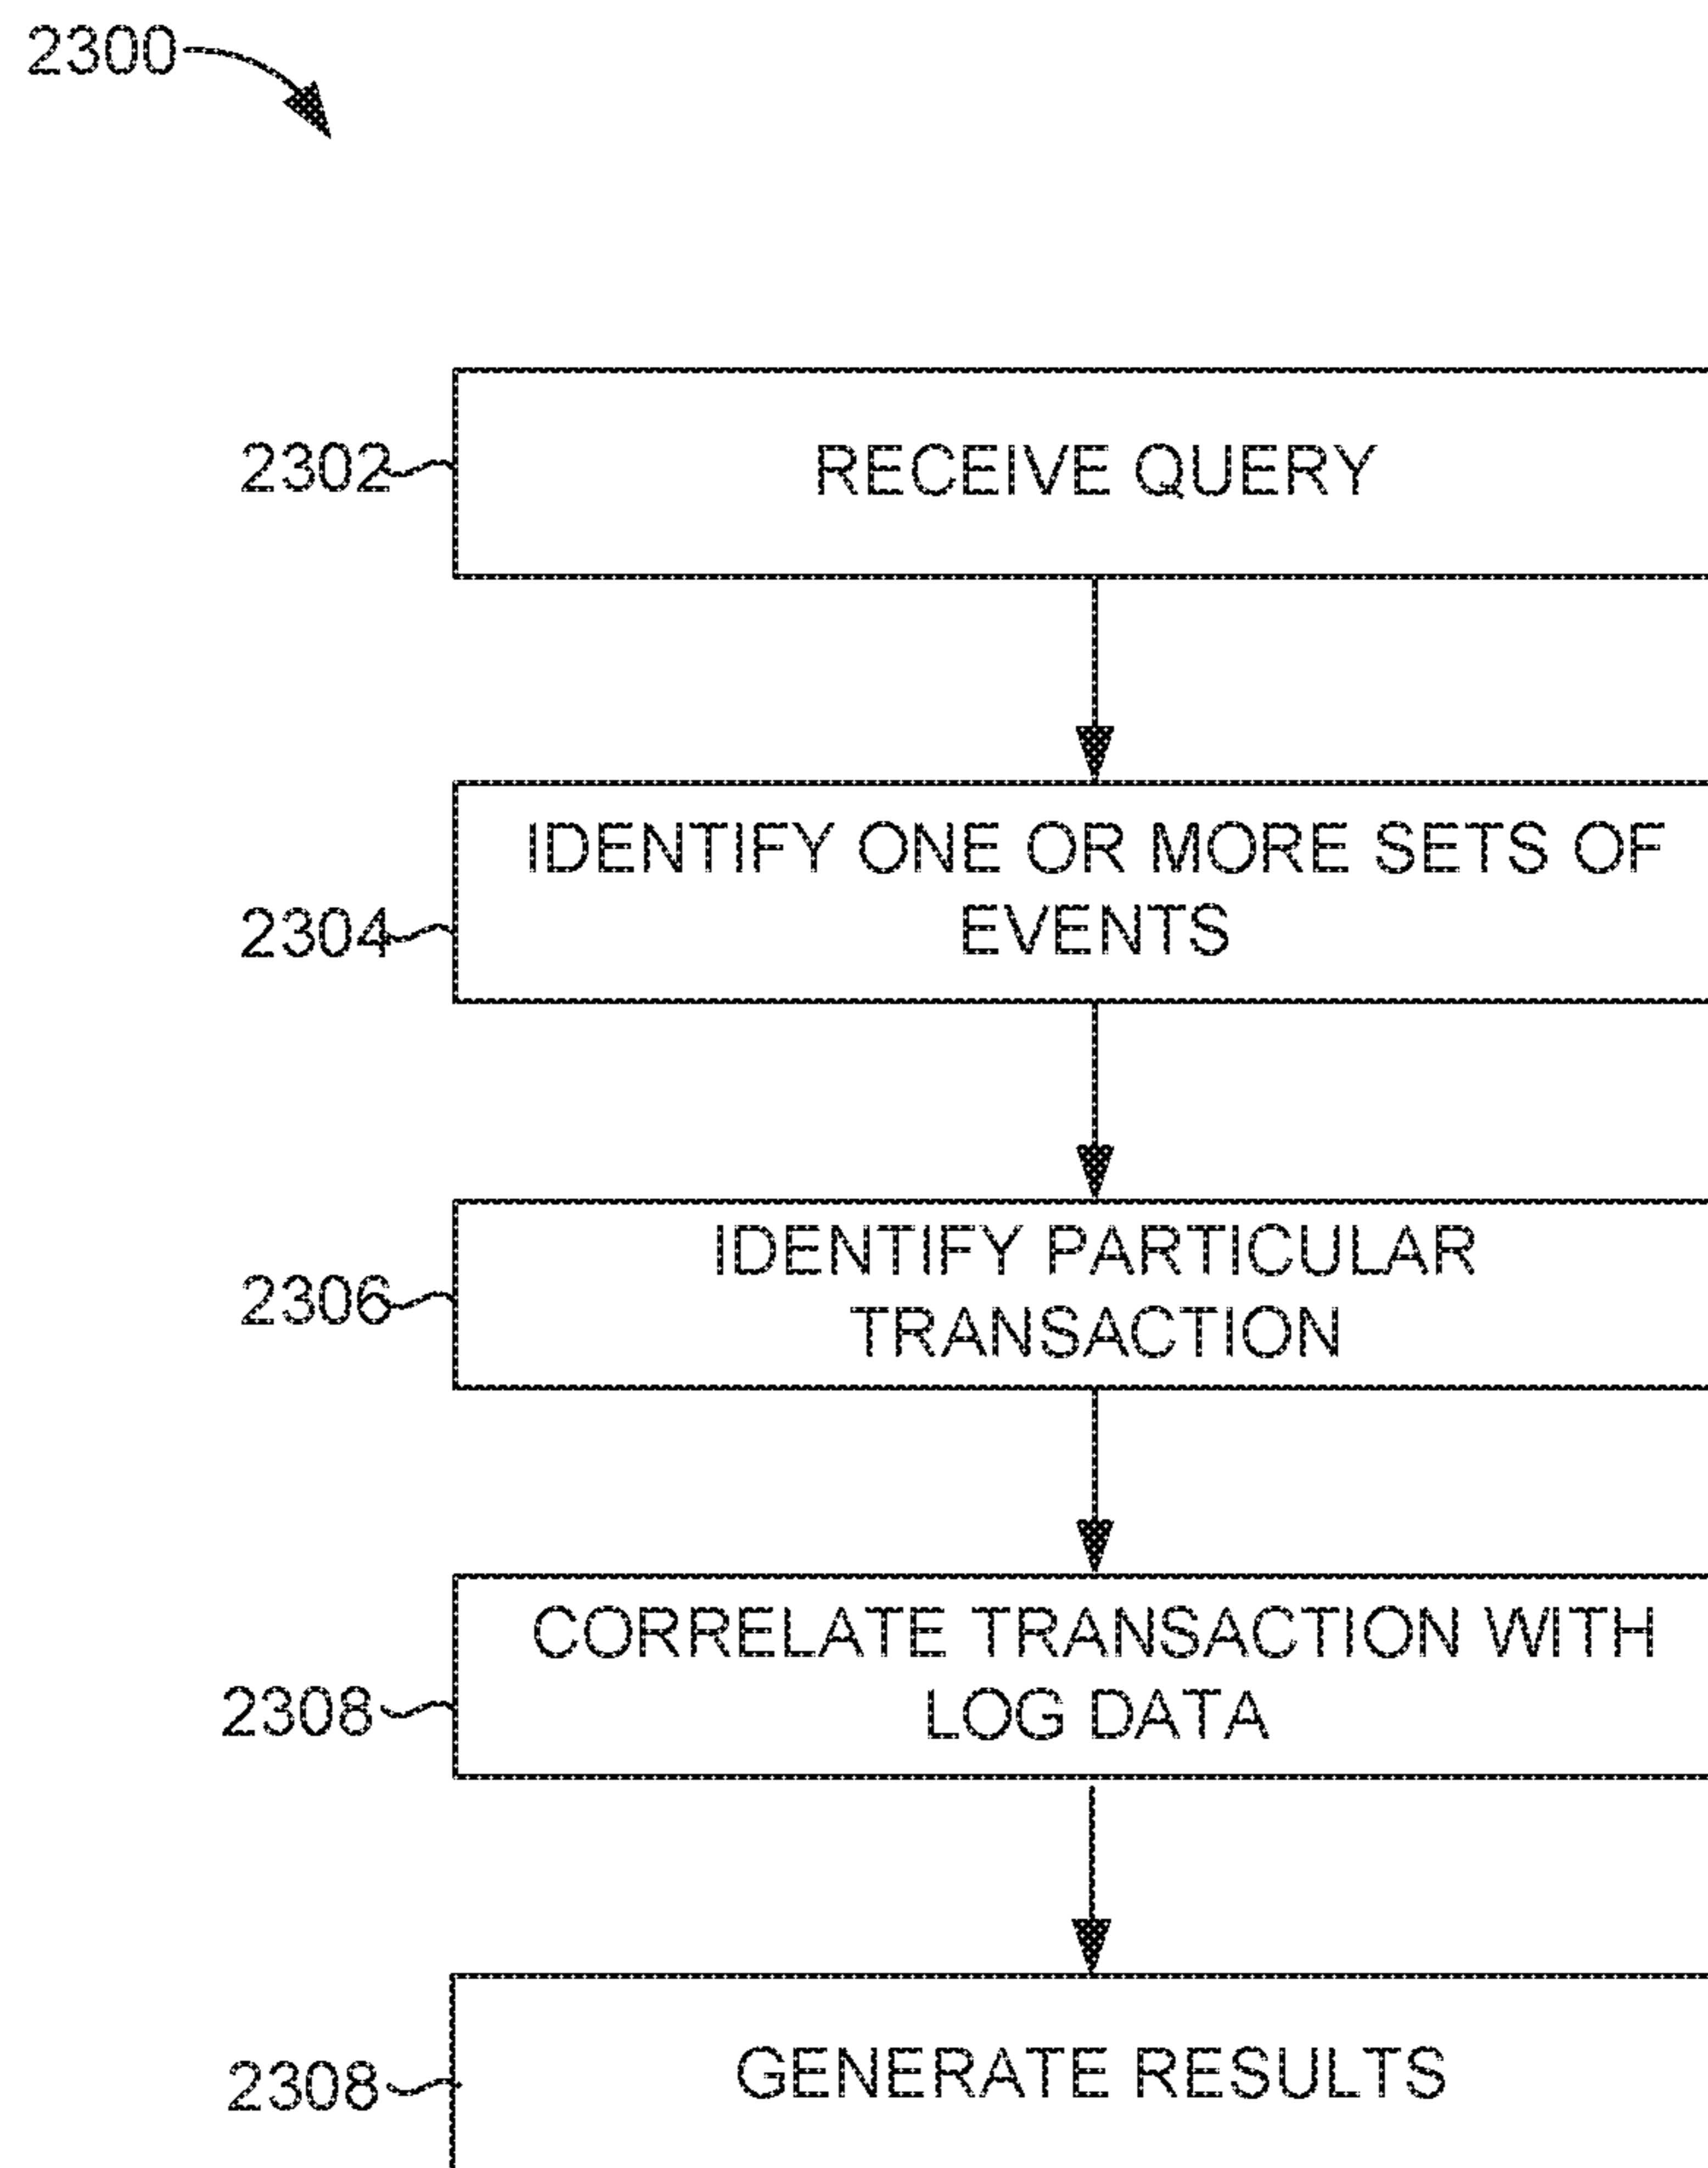 2300
2302
RECEIVE QUERY
IDENTIFY ONE OR MORE SETS OF
EVENTS
2304
IDENTIFY PARTICULAR
2306
TRANSACTION
CORRELATE TRANSACTION WITH
2308
LOG DATA
2308
GENERATE RESULTS